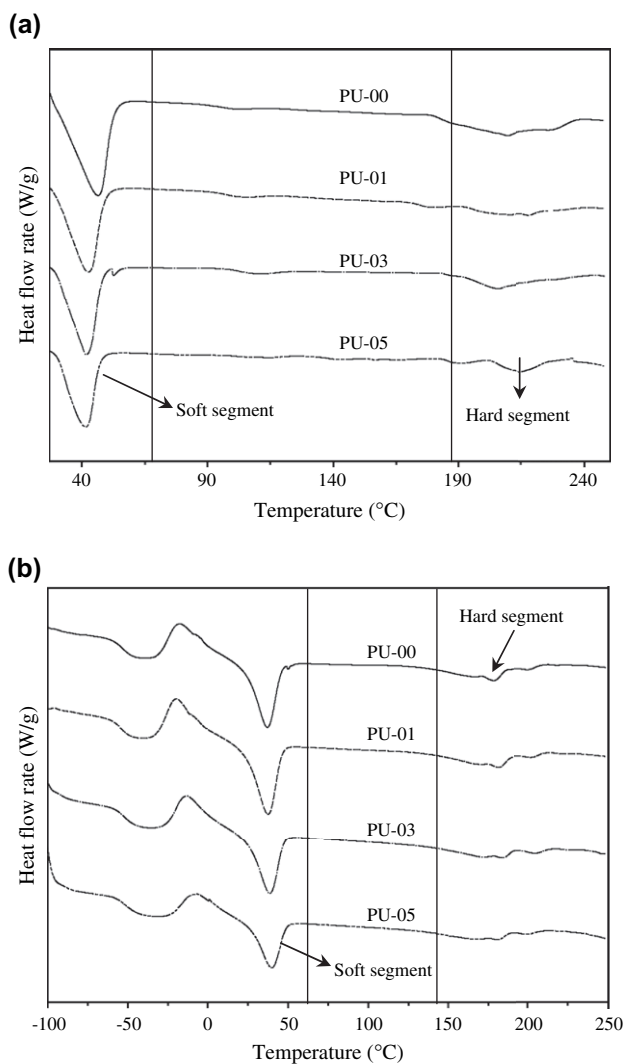 (a)
PU-00
PU-01
PU-03
PU-05
Soft segment
Hard segment
Heat flow rate (W/g)
40 90 140 190 240
Temperature (°C)
(b)
Hard segment
PU-00
PU-01
PU-03
PU-05
Soft segment
Heat flow rate (W/g)
-100 -50 0 50 100 150 200 250
Temperature (°C)